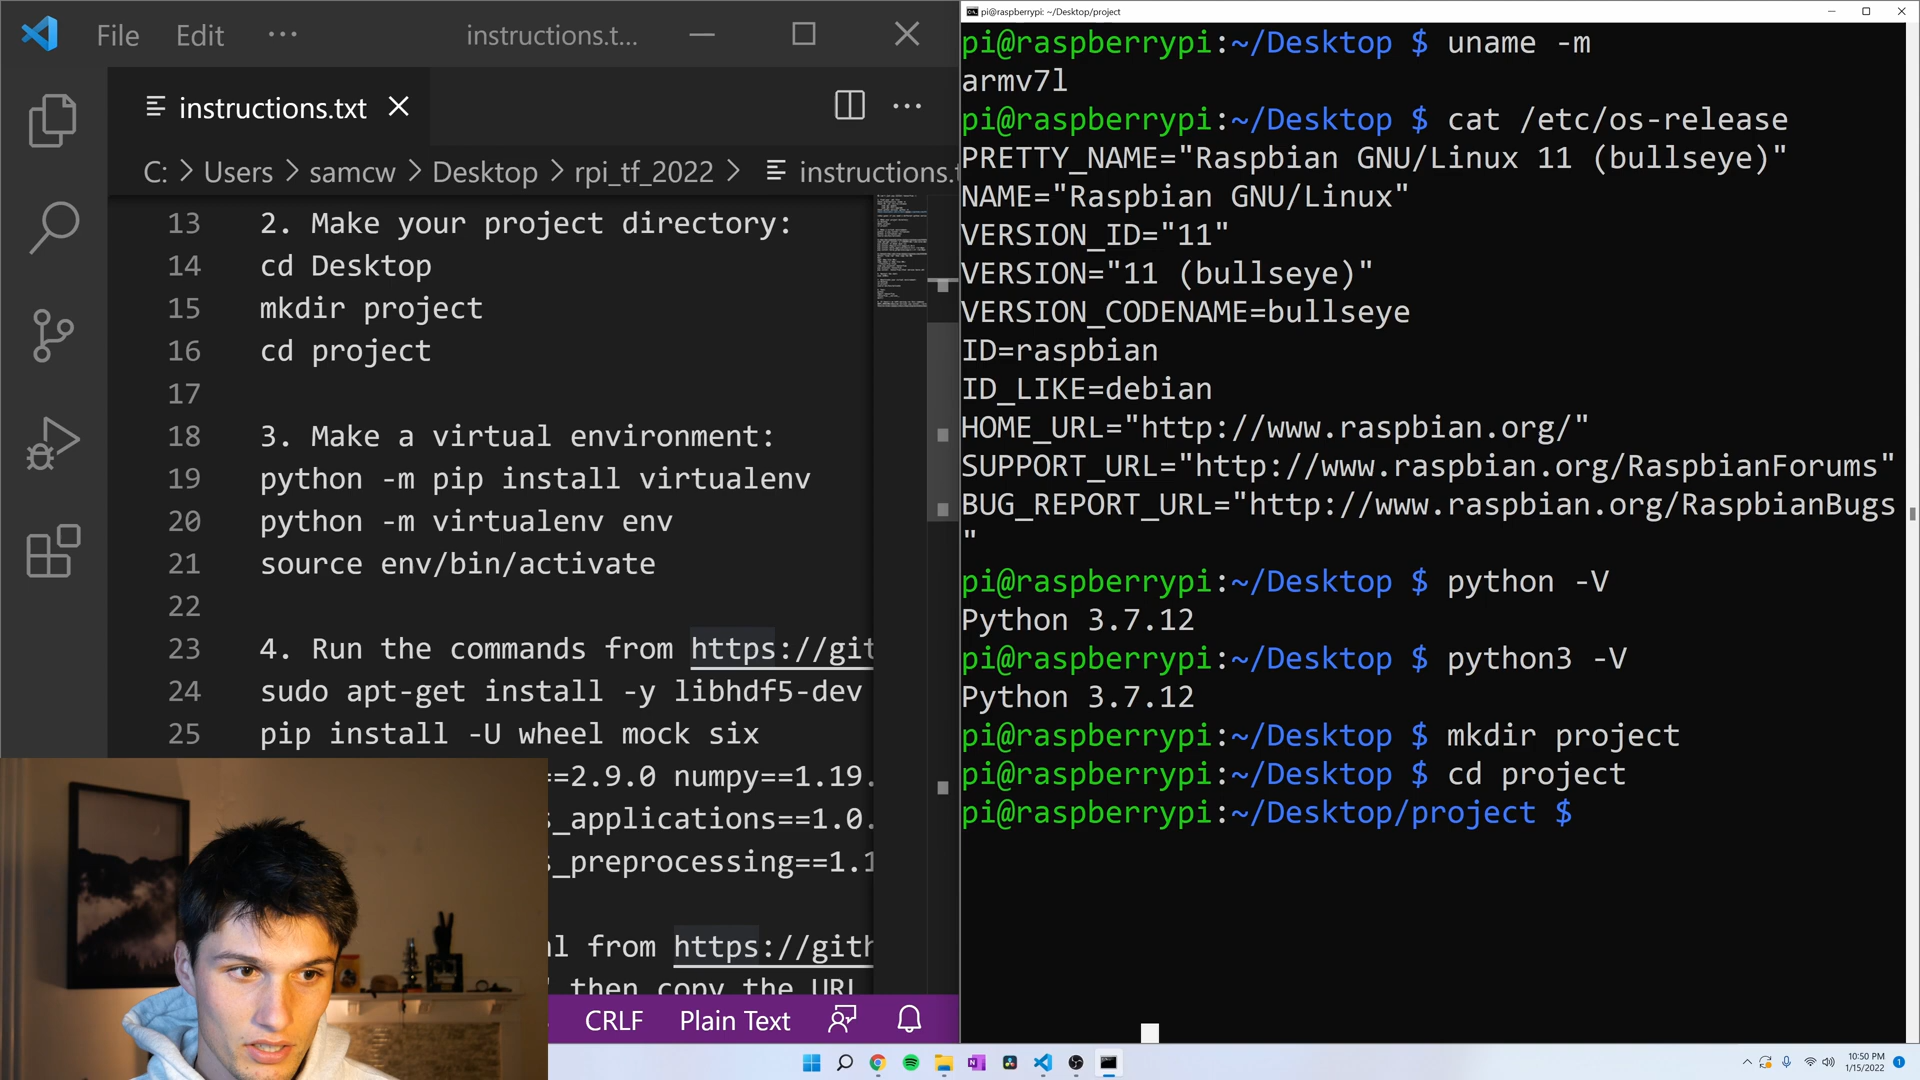 File Edit ··· instructions.t...
instructions.txt
C: > Users > samcw > Desktop > rpi_tf_2022 > instructions.
13 2. Make your project directory:
14 cd Desktop
15 mkdir project
16 cd project
17
18 3. Make a virtual environment:
19 python -m pip install virtualenv
20 python -m virtualenv env
21 source env/bin/activate
22
23 4. Run the commands from https://git
24 sudo apt-get install -y libhdf5-dev
25 pip install -U wheel mock six
==2.9.0 numpy==1.19.
s_applications==1.0.
s_preprocessing==1.1
l from https://gith
then copy the URL
CRLF Plain Text
pi@raspberrypi: ~/Desktop/project
pi@raspberrypi:~/Desktop $ uname -m
armv7l
pi@raspberrypi:~/Desktop $ cat /etc/os-release
PRETTY_NAME="Raspbian GNU/Linux 11 (bullseye)"
NAME="Raspbian GNU/Linux"
VERSION_ID="11"
VERSION="11 (bullseye)"
VERSION_CODENAME=bullseye
ID=raspbian
ID_LIKE=debian
HOME_URL="http://www.raspbian.org/"
SUPPORT_URL="http://www.raspbian.org/RaspbianForums"
BUG_REPORT_URL="http://www.raspbian.org/RaspbianBugs
"
pi@raspberrypi:~/Desktop $ python -V
Python 3.7.12
pi@raspberrypi:~/Desktop $ python3 -V
Python 3.7.12
pi@raspberrypi:~/Desktop $ mkdir project
pi@raspberrypi:~/Desktop $ cd project
pi@raspberrypi:~/Desktop/project $
10:50 PM
1/15/2022
1